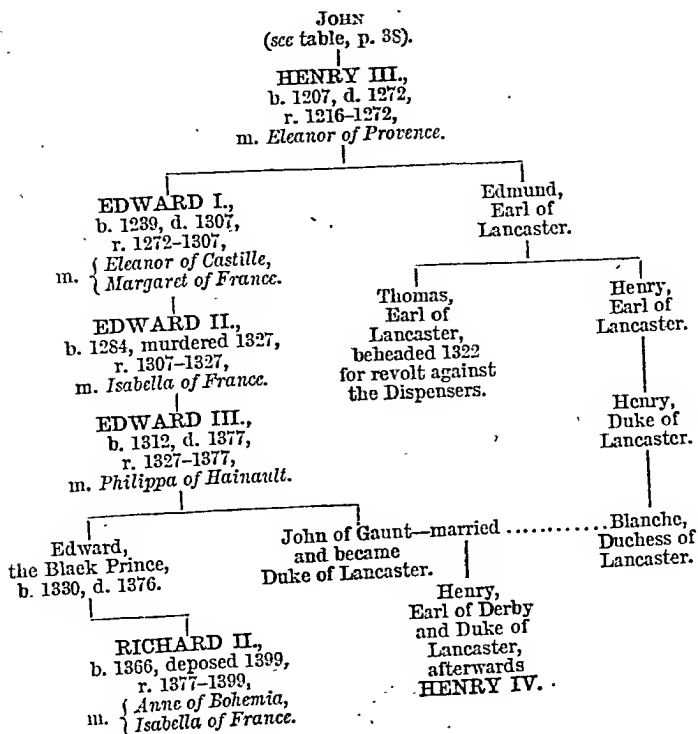 JOHN
(see table, p. 38).
HENRY III.,
b. 1207, d. 1272,
r. 1216–1272,
m. Eleanor of Provence.
EDWARD I.,
b. 1239, d. 1307,
r. 1272–1307,
m. { Eleanor of Castille,
{ Margaret of France.
Edmund,
Earl of
Lancaster.
EDWARD II.,
b. 1284, murdered 1327,
r. 1307–1327,
m. Isabella of France.
Thomas,
Earl of
Lancaster,
beheaded 1322
for revolt against
the Dispensers.
Henry,
Earl of
Lancaster.
EDWARD III.,
b. 1312, d. 1377,
r. 1327–1377,
m. Philippa of Hainault.
Henry,
Duke of
Lancaster.
Edward,
the Black Prince,
b. 1330, d. 1376.
John of Gaunt—married ............
and became
Duke of Lancaster.
Blanche,
Duchess of
Lancaster.
RICHARD II.,
b. 1366, deposed 1399,
r. 1377–1399,
m. { Anne of Bohemia,
{ Isabella of France.
Henry,
Earl of Derby
and Duke of
Lancaster,
afterwards
HENRY IV.